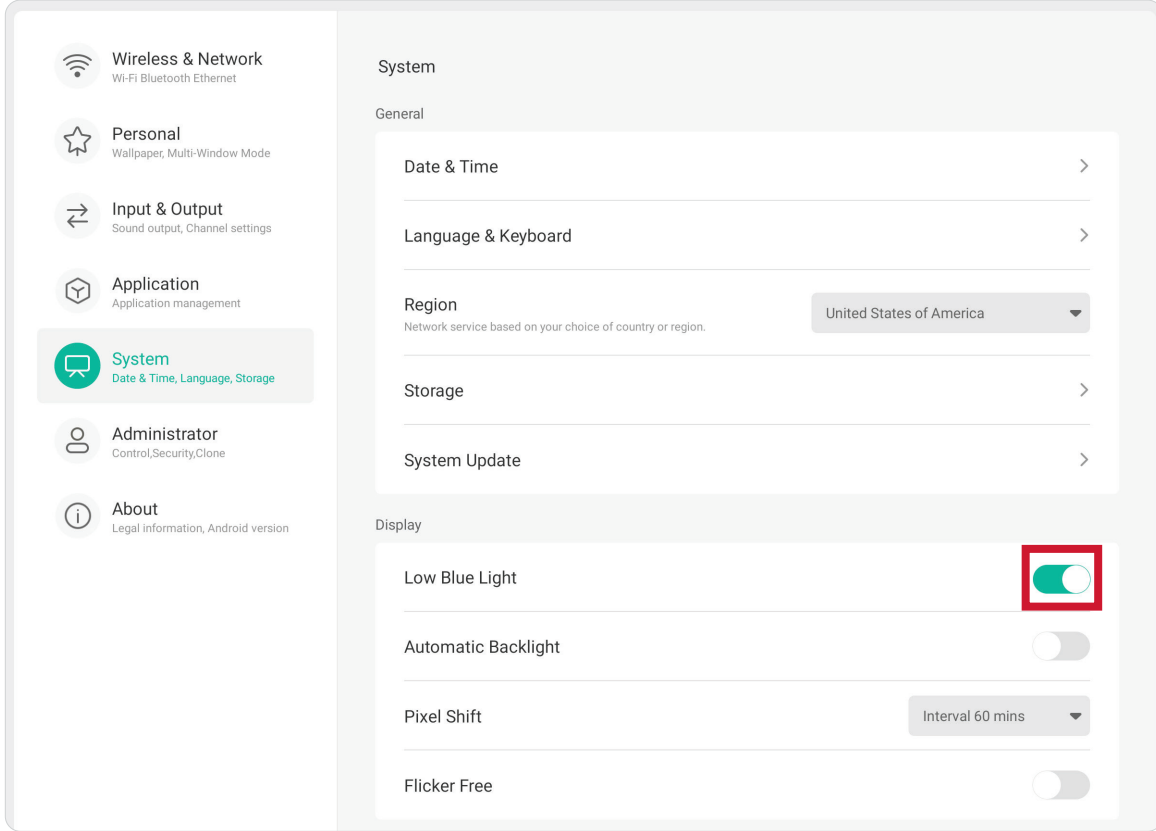 Wireless & Network
Wi-Fi Bluetooth Ethernet
Personal
Wallpaper, Multi-Window Mode
Input & Output
Sound output, Channel settings
Application
Application management
System
Date & Time, Language, Storage
Administrator
Control,Security,Clone
About
Legal information, Android version
System
General
Date & Time
Language & Keyboard
Region
Network service based on your choice of country or region.
United States of America
Storage
System Update
Display
Low Blue Light
Automatic Backlight
Pixel Shift
Interval 60 mins
Flicker Free